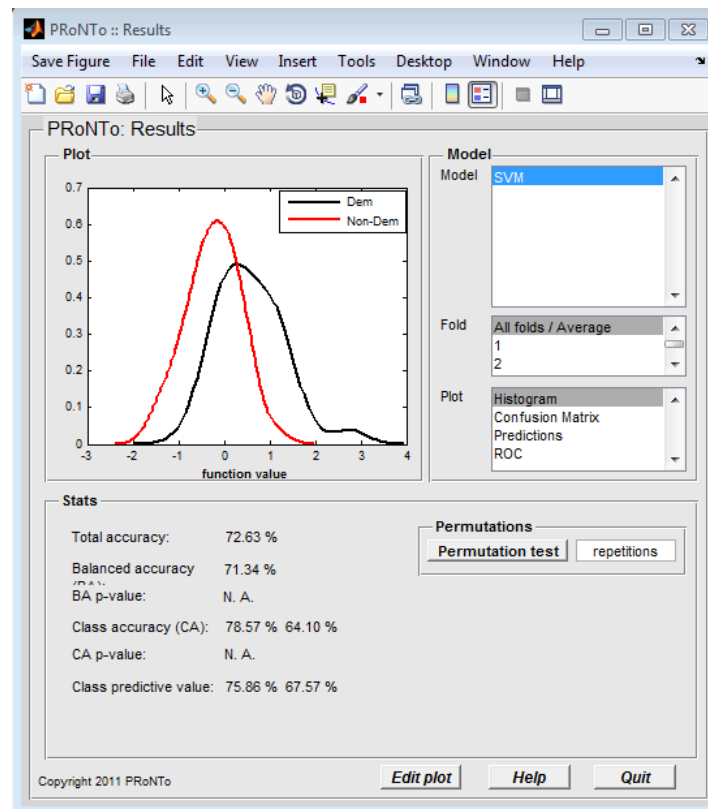 PRoNTo :: Results
Save Figure File Edit View Insert Tools Desktop Window Help
PRoNTo: Results
Plot
0.7
0.6
0.5
0.4
0.3
0.2
0.1
0
-3 -2 -1 0 1 2 3 4
function value
Dem
Non-Dem
Model
Model
SVM
Fold
All folds / Average
1
2
Plot
Histogram
Confusion Matrix
Predictions
ROC
Stats
Total accuracy: 72.63 %
Balanced accuracy 71.34 %
BA p-value: N. A.
Class accuracy (CA): 78.57 % 64.10 %
CA p-value: N. A.
Class predictive value: 75.86 % 67.57 %
Permutations
Permutation test repetitions
Copyright 2011 PRoNTo
Edit plot Help Quit